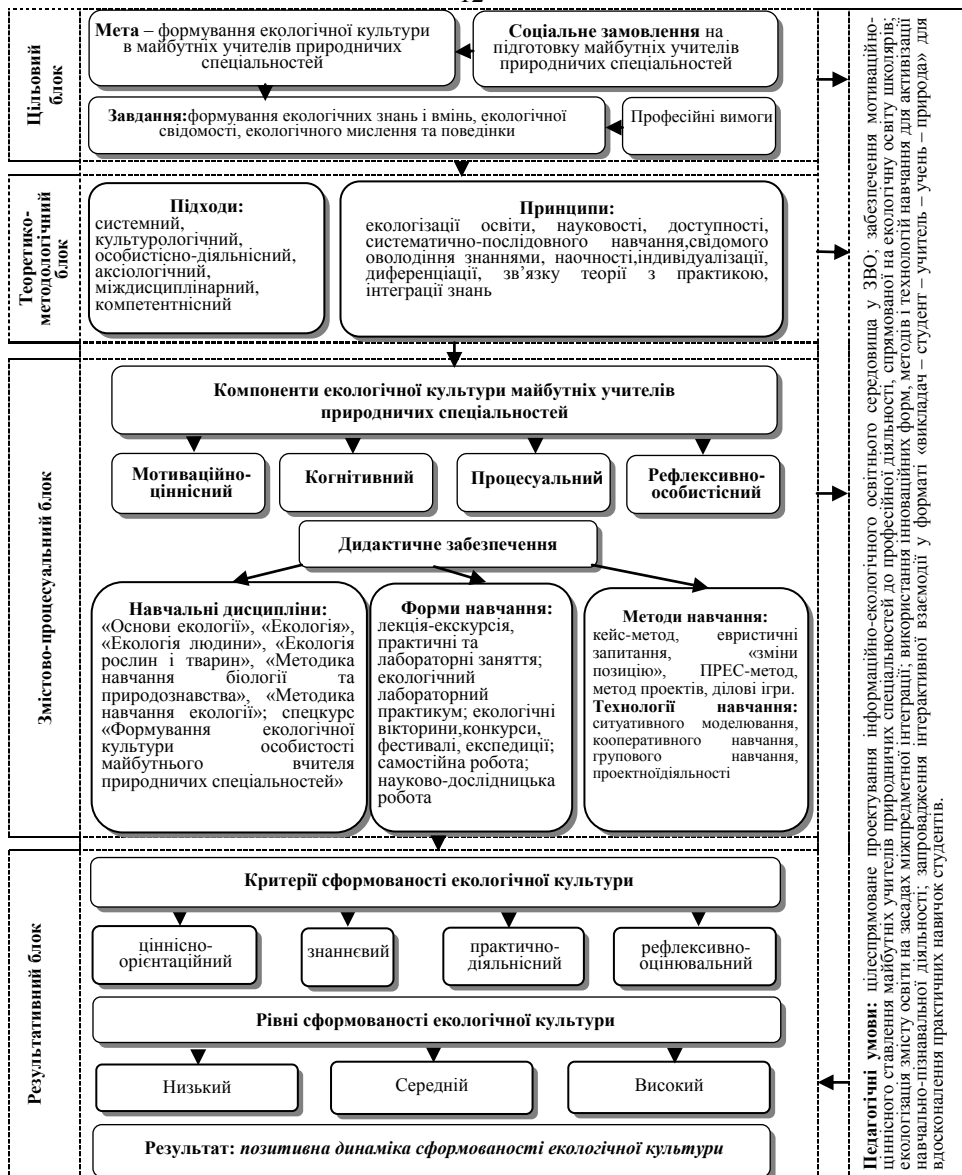 12
Цільовий
блок
Мета – формування екологічної культури
в майбутніх учителів природничих
спеціальностей
Соціальне замовлення на
підготовку майбутніх учителів
природничих спеціальностей
Завдання:формування екологічних знань і вмінь, екологічної
свідомості, екологічного мислення та поведінки
Професійні вимоги
Теоретико-
методологічний
блок
Підходи:
системний,
культурологічний,
особистісно-діяльнісний,
аксіологічний,
міждисциплінарний,
компетентнісний
Принципи:
екологізації освіти, науковості, доступності,
систематично-послідовного навчання,свідомого
оволодіння знаннями, наочності,індивідуалізації,
диференціації, зв’язку теорії з практикою,
інтеграції знань
Змістово-процесуальний блок
Компоненти екологічної культури майбутніх учителів
природничих спеціальностей
Мотиваційно-
ціннісний
Когнітивний
Процесуальний
Рефлексивно-
особистісний
Дидактичне забезпечення
Навчальні дисципліни:
«Основи екології», «Екологія»,
«Екологія людини», «Екологія
рослин і тварин», «Методика
навчання біології та
природознавства», «Методика
навчання екології»; спецкурс
«Формування екологічної
культури особистості
майбутнього вчителя
природничих спеціальностей»
Форми навчання:
лекція-екскурсія,
практичні та
лабораторні заняття;
екологічний
лабораторний
практикум; екологічні
вікторини,конкурси,
фестивалі, експедиції;
самостійна робота;
науково-дослідницька
робота
Методи навчання:
кейс-метод, евристичні
запитання, «зміни
позицію», ПРЕС-метод,
метод проектів, ділові ігри.
Технології навчання:
ситуативного моделювання,
кооперативного навчання,
групового навчання,
проектноїдіяльності
Результативний блок
Критерії сформованості екологічної культури
ціннісно-
орієнтаційний
знаннєвий
практично-
діяльнісний
рефлексивно-
оцінювальний
Рівні сформованості екологічної культури
Низький
Середній
Високий
Результат: позитивна динаміка сформованості екологічної культури
Педагогічні умови: цілеспрямоване проектування інформаційно-екологічного освітнього середовища у ЗВО; забезпечення мотиваційно-
ціннісного ставлення майбутніх учителів природничих спеціальностей до професійної діяльності, спрямованої на екологічну освіту школярів;
екологізація змісту освіти на засадах міжпредметної інтеграції; використання інноваційних форм, методів і технологій навчання для активізації
навчально-пізнавальної діяльності; запровадження інтерактивної взаємодії у форматі «викладач – студент – учитель – учень – природа» для
вдосконалення практичних навичок студентів.